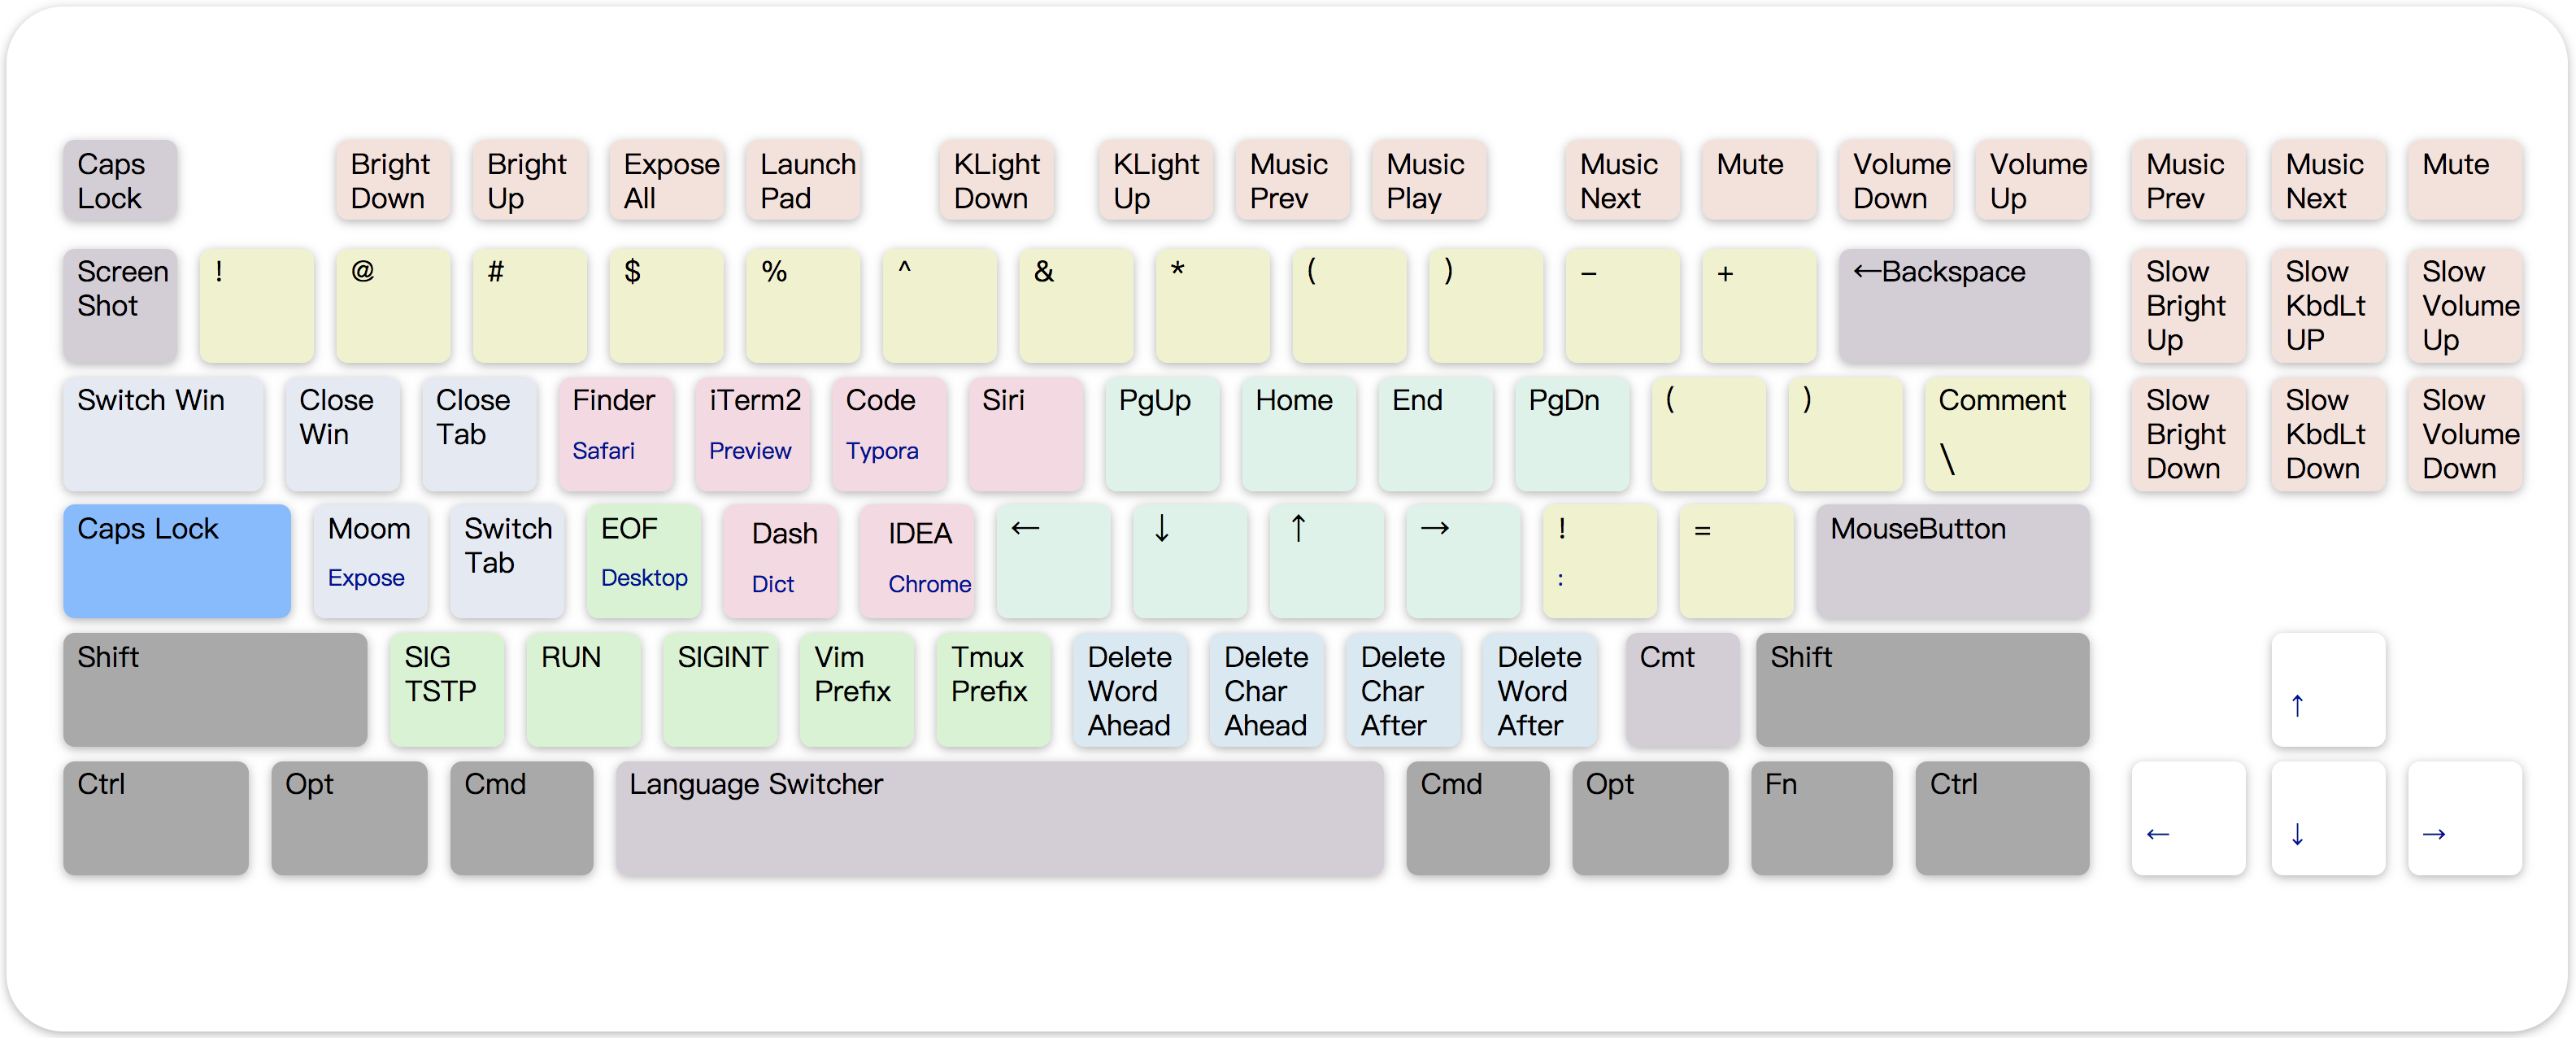 Caps Lock
Bright Down
Bright Up
Expose All
Launch Pad
KLight Down
KLight Up
Music Prev
Music Play
Music Next
Mute
Volume Down
Volume Up
Music Prev
Music Next
Mute
Screen Shot
!
@
#
$
%
^
&
*
(
)
−
+
←Backspace
Slow Bright Up
Slow KbdLt UP
Slow Volume Up
Switch Win
Close Win
Close Tab
Finder
Safari
iTerm2
Preview
Code
Typora
Siri
PgUp
Home
End
PgDn
(
)
Comment
\
Slow Bright Down
Slow KbdLt Down
Slow Volume Down
Caps Lock
Moom
Expose
Switch Tab
EOF
Desktop
Dash
Dict
IDEA
Chrome
←
↓
↑
→
!
:
=
MouseButton
Shift
SIG TSTP
RUN
SIGINT
Vim Prefix
Tmux Prefix
Delete Word Ahead
Delete Char Ahead
Delete Char After
Delete Word After
Cmt
Shift
↑
Ctrl
Opt
Cmd
Language Switcher
Cmd
Opt
Fn
Ctrl
←
↓
→